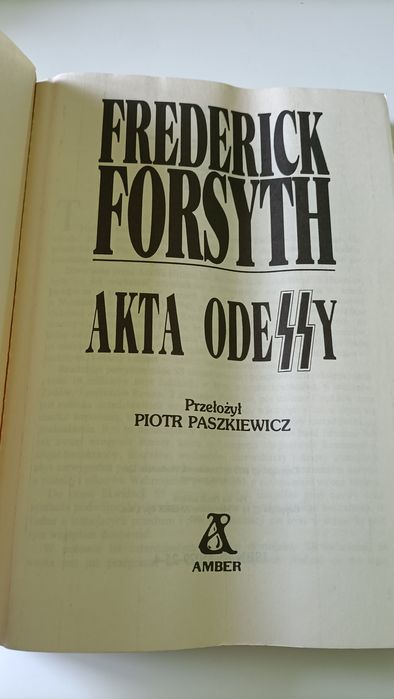 FREDERICK
FORSYTH
AKTA ODESSY
Przełożył
PIOTR PASZKIEWICZ
AMBER